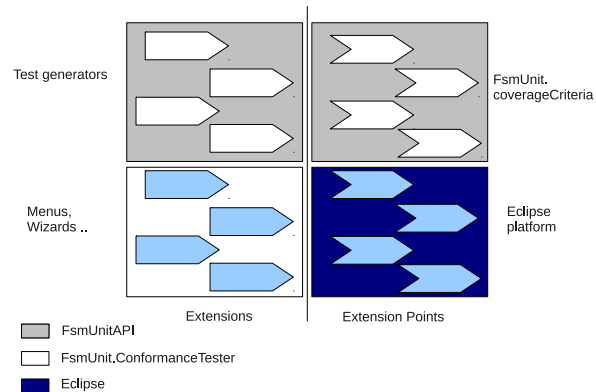 Test generators
FsmUnit.
coverageCriteria
Menus,
Wizards ..
Eclipse
platform
Extensions
Extension Points
FsmUnitAPI
FsmUnit.ConformanceTester
Eclipse